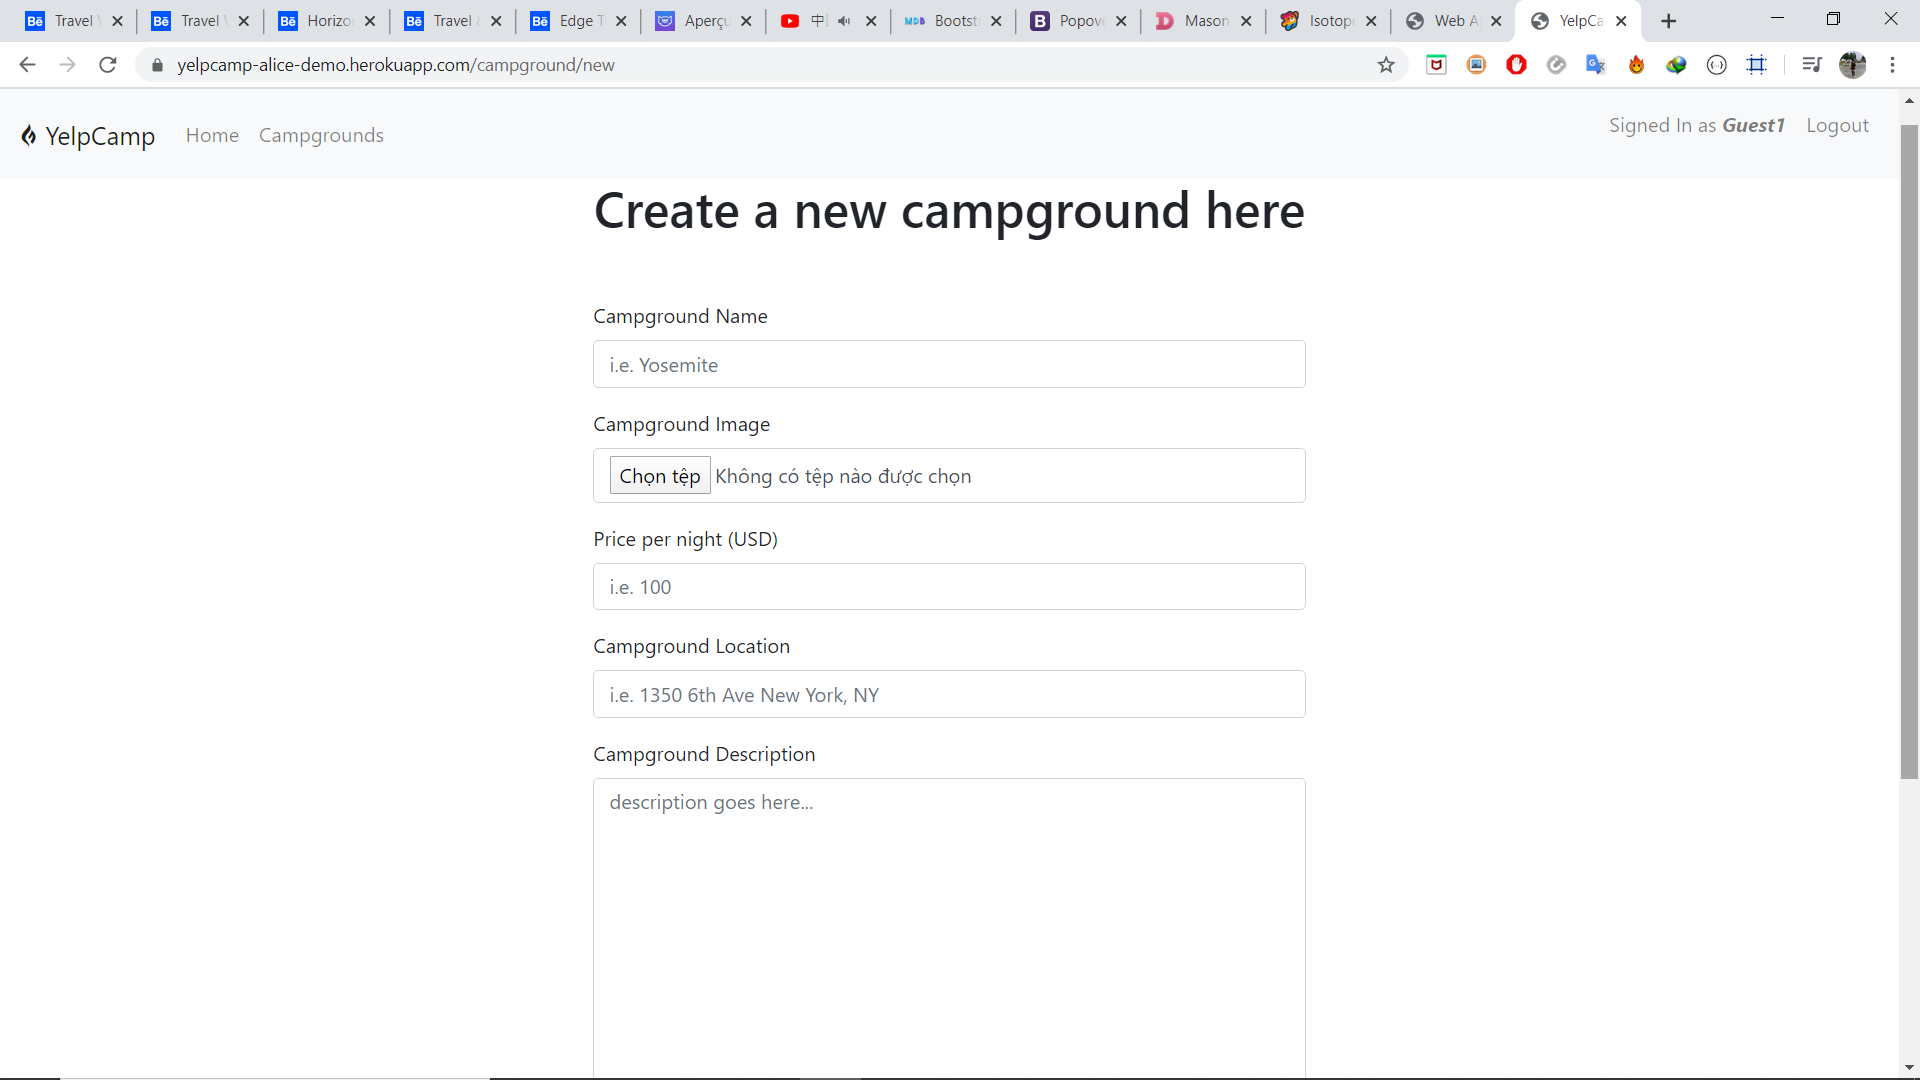 Travel
Travel
Horizo
Travel
Edge T
Aperçu
中
Bootst
Popov
Mason
Isotop
Web A
YelpCa
yelpcamp-alice-demo.herokuapp.com/campground/new
YelpCamp Home Campgrounds Signed In as Guest1 Logout
Create a new campground here
Campground Name
i.e. Yosemite
Campground Image
Chọn tệp Không có tệp nào được chọn
Price per night (USD)
i.e. 100
Campground Location
i.e. 1350 6th Ave New York, NY
Campground Description
description goes here...